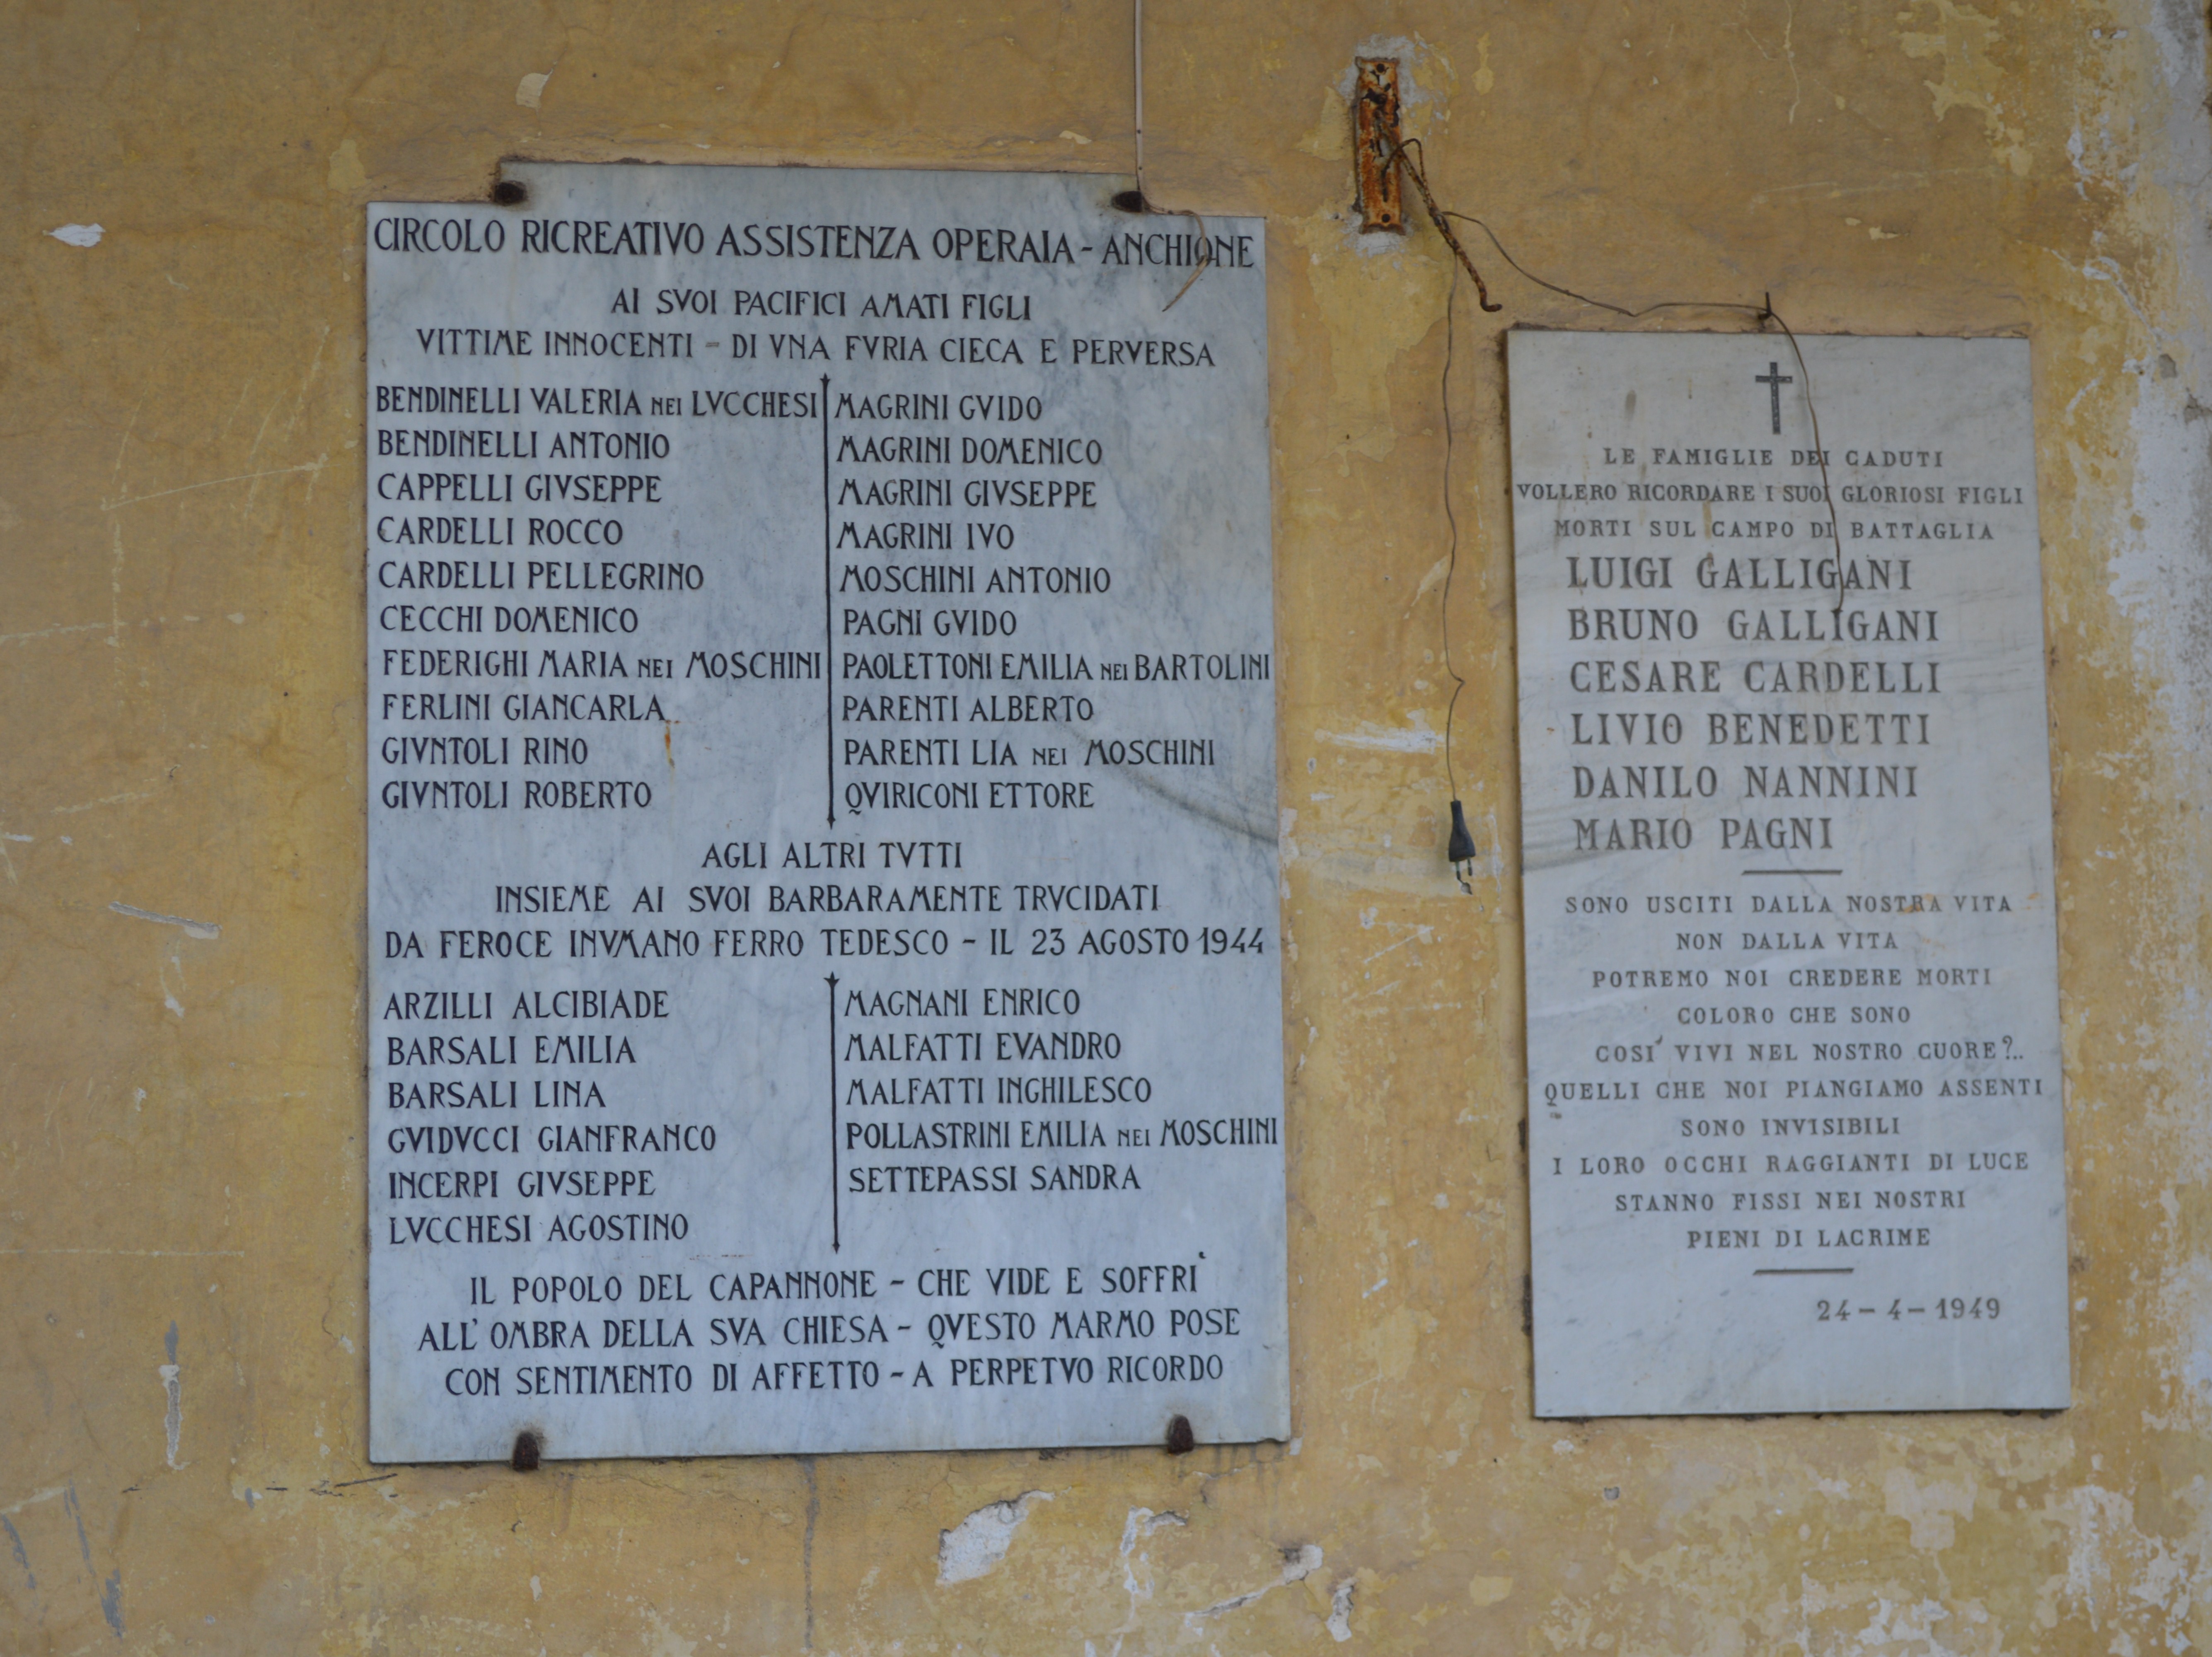 CIRCOLO RICREATIVO ASSISTENZA OPERAIA - ANCHIONE
AI SVOI PACIFICI AMATI FIGLI
VITTIME INNOCENTI - DI VNA FVRIA CIECA E PERVERSA
BENDINELLI VALERIA NEI LVCCHESI
BENDINELLI ANTONIO
CAPPELLI GIVSEPPE
CARDELLI ROCCO
CARDELLI PELLEGRINO
CECCHI DOMENICO
FEDERIGHI MARIA NEI MOSCHINI
FERLINI GIANCARLA
GIVNTOLI RINO
GIVNTOLI ROBERTO
MAGRINI GVIDO
MAGRINI DOMENICO
MAGRINI GIVSEPPE
MAGRINI IVO
MOSCHINI ANTONIO
PAGNI GVIDO
PAOLETTONI EMILIA NEI BARTOLINI
PARENTI ALBERTO
PARENTI LIA NEI MOSCHINI
QVIRICONI ETTORE
AGLI ALTRI TVTTI
INSIEME AI SVOI BARBARAMENTE TRVCIDATI
DA FEROCE INVMANO FERRO TEDESCO - IL 23 AGOSTO 1944
ARZILLI ALCIBIADE
BARSALI EMILIA
BARSALI LINA
GVIDVCCI GIANFRANCO
INCERPI GIVSEPPE
LVCCHESI AGOSTINO
MAGNANI ENRICO
MALFATTI EVANDRO
MALFATTI INGHILESCO
POLLASTRINI EMILIA NEI MOSCHINI
SETTEPASSI SANDRA
IL POPOLO DEL CAPANNONE - CHE VIDE E SOFFRÌ
ALL' OMBRA DELLA SVA CHIESA - QVESTO MARMO POSE
CON SENTIMENTO DI AFFETTO - A PERPETVO RICORDO
LE FAMIGLIE DEI CADUTI
VOLLERO RICORDARE I SUOI GLORIOSI FIGLI
MORTI SUL CAMPO DI BATTAGLIA
LUIGI GALLIGANI
BRUNO GALLIGANI
CESARE CARDELLI
LIVIO BENEDETTI
DANILO NANNINI
MARIO PAGNI
SONO USCITI DALLA NOSTRA VITA
NON DALLA VITA
POTREMO NOI CREDERE MORTI
COLORO CHE SONO
COSI' VIVI NEL NOSTRO CUORE?..
QUELLI CHE NOI PIANGIAMO ASSENTI
SONO INVISIBILI
I LORO OCCHI RAGGIANTI DI LUCE
STANNO FISSI NEI NOSTRI
PIENI DI LACRIME
24-4-1949